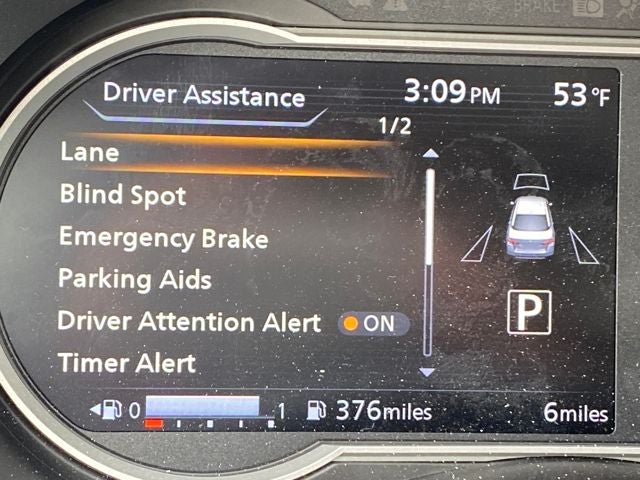 BRAKE
Driver Assistance
3:09 PM
53 °F
1/2
Lane
Blind Spot
Emergency Brake
Parking Aids
Driver Attention Alert ON
Timer Alert
P
0 1 376miles 6miles